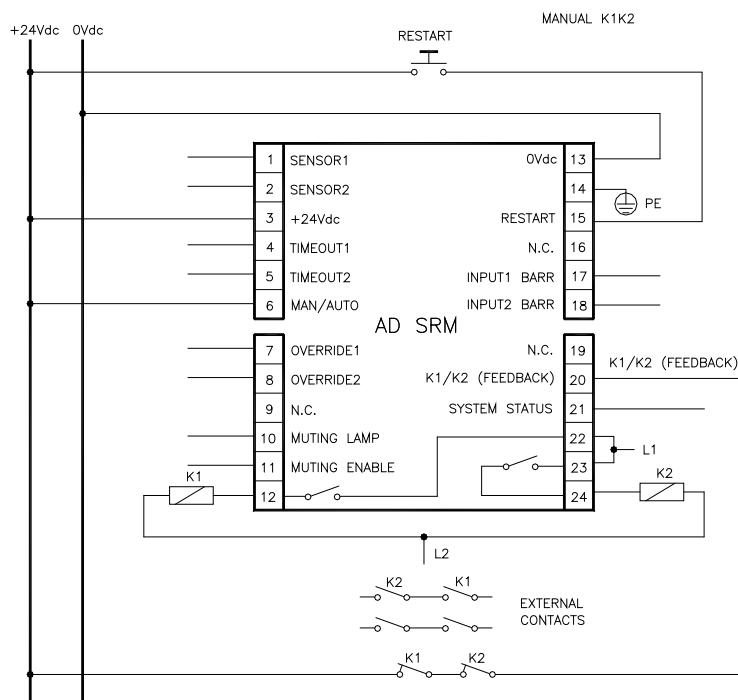 MANUAL K1K2
+24Vdc 0Vdc
RESTART
1 SENSOR1 0Vdc 13
2 SENSOR2 14 PE
3 +24Vdc RESTART 15
4 TIMEOUT1 N.C. 16
5 TIMEOUT2 INPUT1 BARR 17
6 MAN/AUTO INPUT2 BARR 18
AD SRM
7 OVERRIDE1 N.C. 19
K1/K2 (FEEDBACK)
8 OVERRIDE2 K1/K2 (FEEDBACK) 20
9 N.C. SYSTEM STATUS 21
10 MUTING LAMP 22
L1
11 MUTING ENABLE 23
K1 K2
12 24
L2
K2 K1
EXTERNAL
CONTACTS
K1 K2